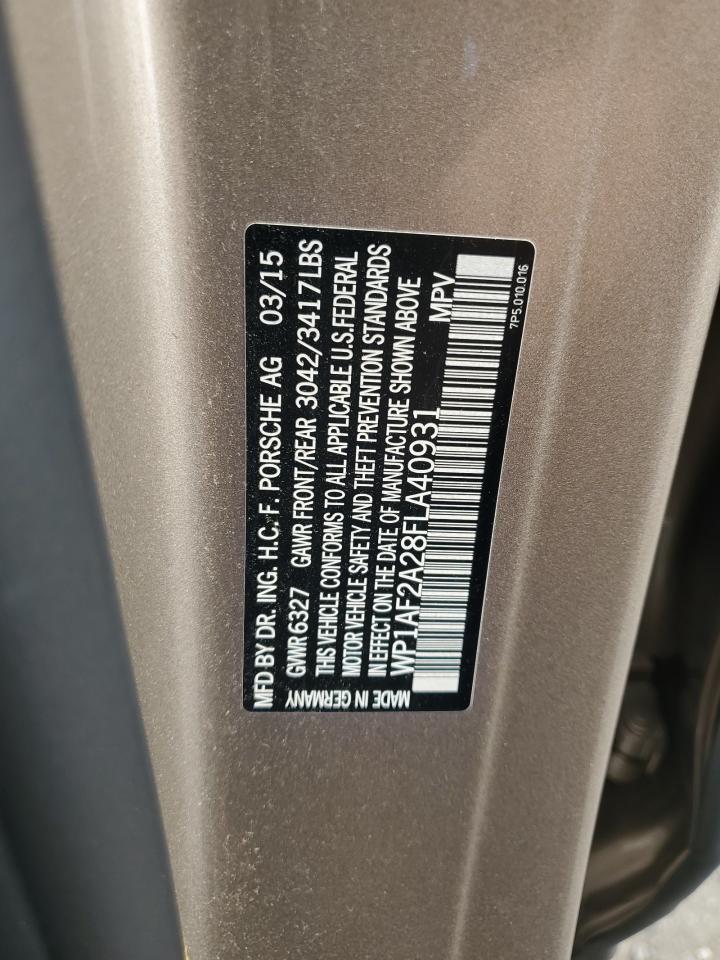 MFD BY DR. ING. H.C. F. PORSCHE AG 03/15
GVWR 6327 GAWR FRONT/REAR 3042/3417 LBS
THIS VEHICLE CONFORMS TO ALL APPLICABLE U.S. FEDERAL
MOTOR VEHICLE SAFETY AND THEFT PREVENTION STANDARDS
IN EFFECT ON THE DATE OF MANUFACTURE SHOWN ABOVE
WP1AF2A28FLA40931 MPV
MADE IN GERMANY
7P5.010.016